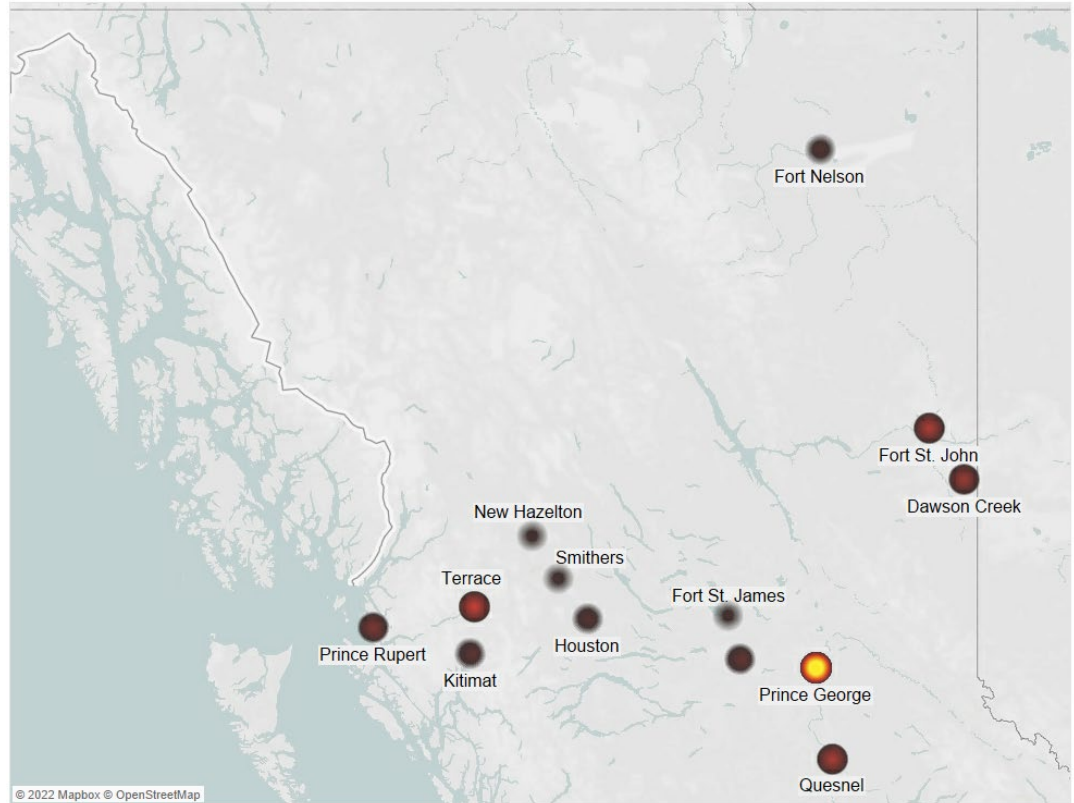 Fort Nelson
Fort St. John
Dawson Creek
New Hazelton
Smithers
Terrace
Fort St. James
Prince Rupert
Houston
Kitimat
Prince George
Quesnel
© 2022 Mapbox © OpenStreetMap